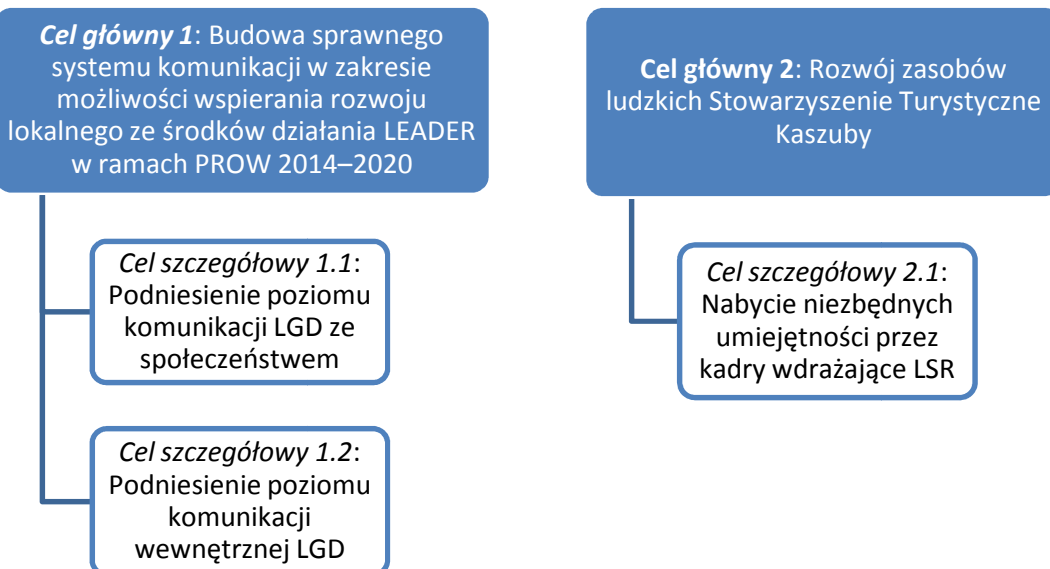 Cel główny 1: Budowa sprawnego
systemu komunikacji w zakresie
możliwości wspierania rozwoju
lokalnego ze środków działania LEADER
w ramach PROW 2014–2020
Cel szczegółowy 1.1:
Podniesienie poziomu
komunikacji LGD ze
społeczeństwem
Cel szczegółowy 1.2:
Podniesienie poziomu
komunikacji
wewnętrznej LGD
Cel główny 2: Rozwój zasobów
ludzkich Stowarzyszenie Turystyczne
Kaszuby
Cel szczegółowy 2.1:
Nabycie niezbędnych
umiejętności przez
kadry wdrażające LSR